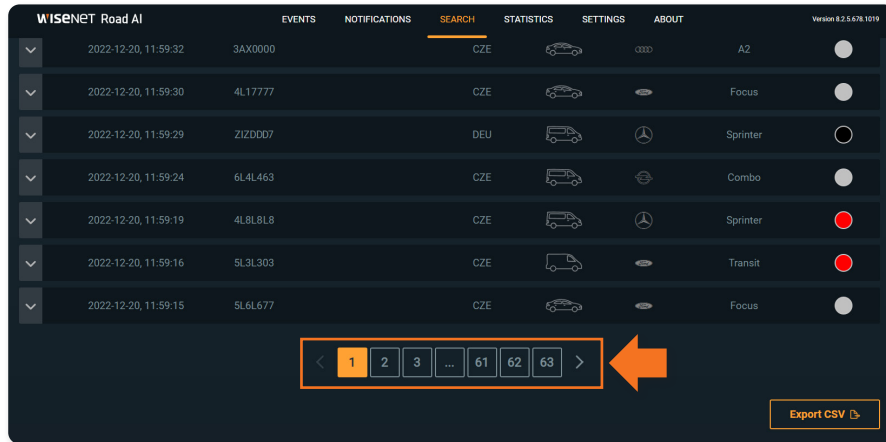 WISENET Road AI EVENTS NOTIFICATIONS SEARCH STATISTICS SETTINGS ABOUT Version 8.2.5.678.1019
2022-12-20, 11:59:32 3AX0000 CZE A2
2022-12-20, 11:59:30 4L17777 CZE Focus
2022-12-20, 11:59:29 ZIZDDD7 DEU Sprinter
2022-12-20, 11:59:24 6L4L463 CZE Combo
2022-12-20, 11:59:19 4L8L8L8 CZE Sprinter
2022-12-20, 11:59:16 5L3L303 CZE Transit
2022-12-20, 11:59:15 5L6L677 CZE Focus
< 1 2 3 ... 61 62 63 >
Export CSV